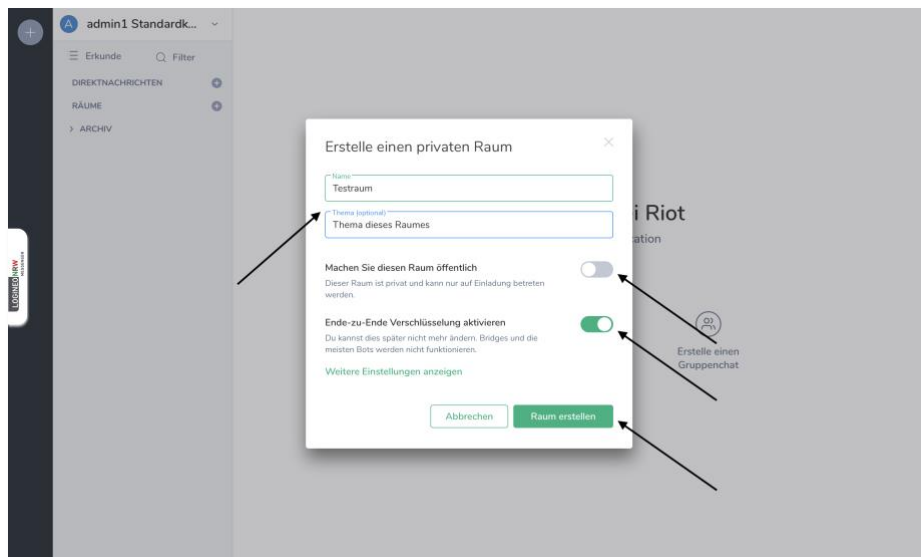 A admin1 Standardk...
Erkunde Filter
DIREKTNACHRICHTEN
RÄUME
ARCHIV
LOGINEO NRW
MESSENGER
Erstelle einen privaten Raum
Name
Testraum
Thema (optional)
Thema dieses Raumes
Machen Sie diesen Raum öffentlich
Dieser Raum ist privat und kann nur auf Einladung betreten
werden.
Ende-zu-Ende Verschlüsselung aktivieren
Du kannst dies später nicht mehr ändern. Bridges und die
meisten Bots werden nicht funktionieren.
Weitere Einstellungen anzeigen
Abbrechen Raum erstellen
i Riot
ation
Erstelle einen
Gruppenchat